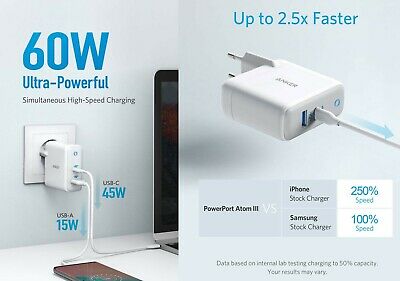 60W
Ultra-Powerful
Simultaneous High-Speed Charging
ANKER
USB-C
45W
USB-A
15W
Up to 2.5x Faster
ANKER
PowerPort Atom III
VS
iPhone
Stock Charger
250%
Speed
Samsung
Stock Charger
100%
Speed
Data based on internal lab testing charging to 50% capacity.
Your results may vary.